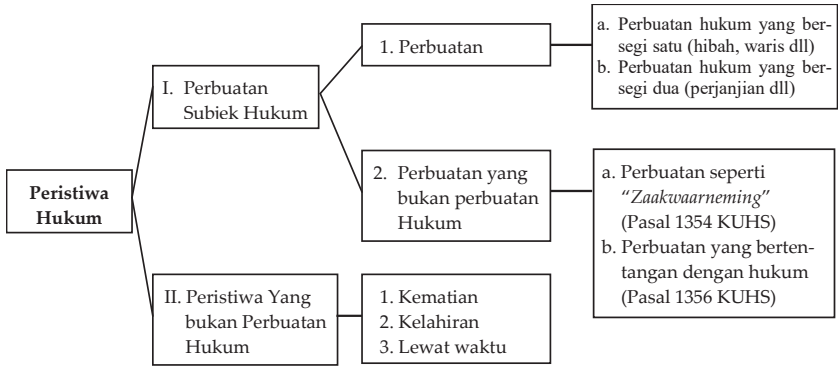 Peristiwa
Hukum
I. Perbuatan
Subiek Hukum
1. Perbuatan
a. Perbuatan hukum yang ber-
segi satu (hibah, waris dll)
b. Perbuatan hukum yang ber-
segi dua (perjanjian dll)
2. Perbuatan yang
bukan perbuatan
Hukum
a. Perbuatan seperti
“Zaakwaarneming”
(Pasal 1354 KUHS)
b. Perbuatan yang berten-
tangan dengan hukum
(Pasal 1356 KUHS)
II. Peristiwa Yang
bukan Perbuatan
Hukum
1. Kematian
2. Kelahiran
3. Lewat waktu